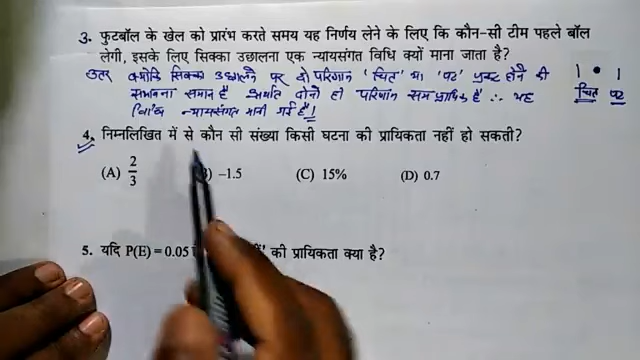 3. फुटबॉल के खेल को प्रारंभ करते समय यह निर्णय लेने के लिए कि कौन-सी टीम पहले बॉल
लेगी, इसके लिए सिक्का उछालना एक न्यायसंगत विधि क्यों माना जाता है?
उत्तर क्योंकि सिक्का उछालने पर दो परिणाम 'चित' या 'पट' प्रकट होने की
संभावना समान है अर्थात दोनों ही परिणाम सम प्रायिक है ∴ यह
विधि न्यायसंगत मानी गई है।
1 • 1
चित पट
4. निम्नलिखित में से कौन सी संख्या किसी घटना की प्रायिकता नहीं हो सकती?
(A) 2/3 B) –1.5 (C) 15% (D) 0.7
5. यदि P(E) = 0.05 की प्रायिकता क्या है?